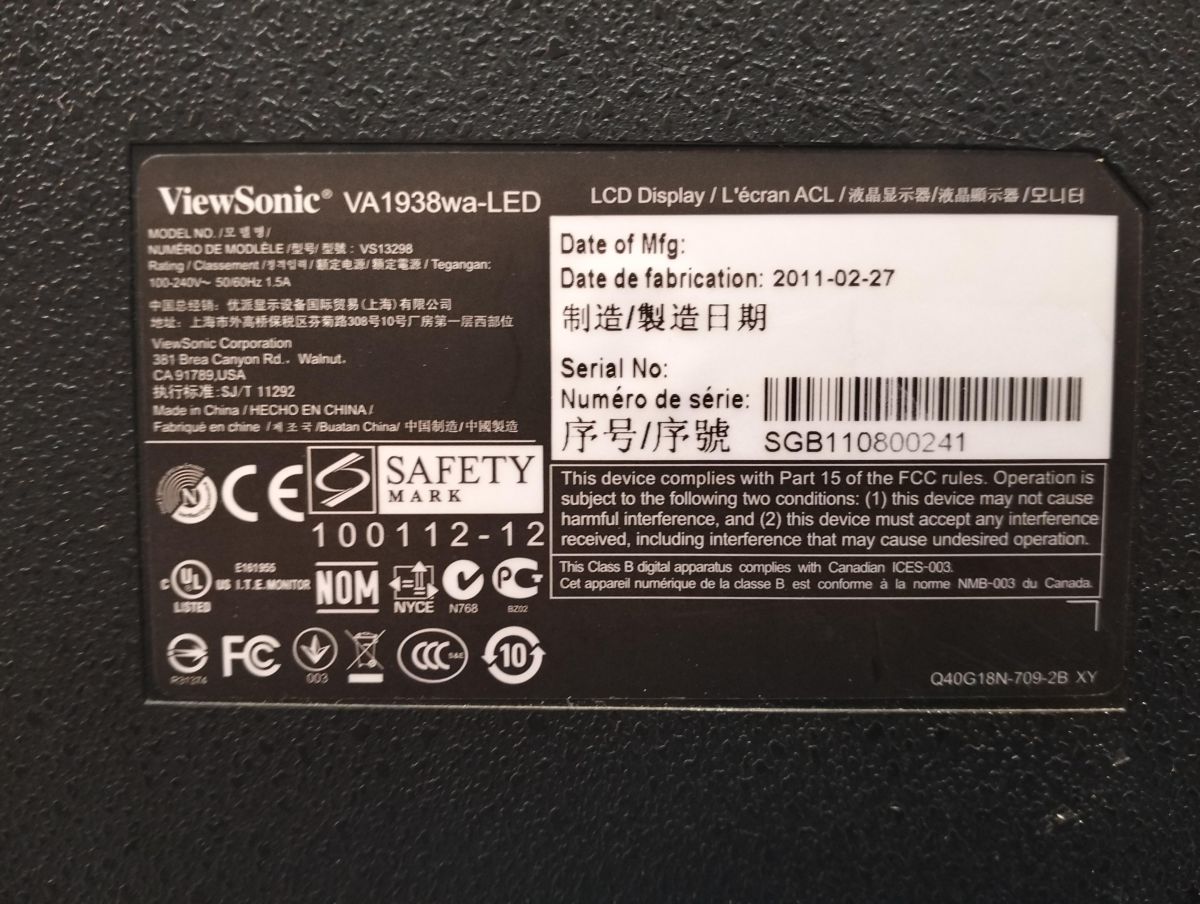 ViewSonic® VA1938wa-LED
MODEL NO. /모델명/
NUMÉRO DE MODLÈLE /型号/ 型號 : VS13298
Rating / Classement /정격입력/ 額定电源/ 額定電源 / Tegangan:
100-240V~ 50/60Hz 1.5A
中国总经销: 优派显示设备国际贸易(上海)有限公司
地址: 上海市外高桥保税区芬菊路308号10号厂房第一层西部位
ViewSonic Corporation
381 Brea Canyon Rd., Walnut,
CA 91789,USA
执行标准:SJ/T 11292
Made in China / HECHO EN CHINA /
Fabriqué en chine /제조국 /Buatan China/ 中国制造/中國製造
N
CE
SAFETY
MARK
100112-12
C UL US
LISTED
E161955
I.T.E.MONITOR
NOM
NYCE
N768
PC
BZ02
R31374
FC
003
CCC S&E
10
LCD Display / L'écran ACL /液晶显示器/液晶顯示器 /모니터
Date of Mfg:
Date de fabrication: 2011-02-27
制造/製造日期
Serial No:
Numéro de série:
序号/序號 SGB110800241
This device complies with Part 15 of the FCC rules. Operation is
subject to the following two conditions: (1) this device may not cause
harmful interference, and (2) this device must accept any interference
received, including interference that may cause undesired operation.
This Class B digital apparatus complies with Canadian ICES-003.
Cet appareil numérique de la classe B est conforme à la norme NMB-003 du Canada.
Q40G18N-709-2B XY